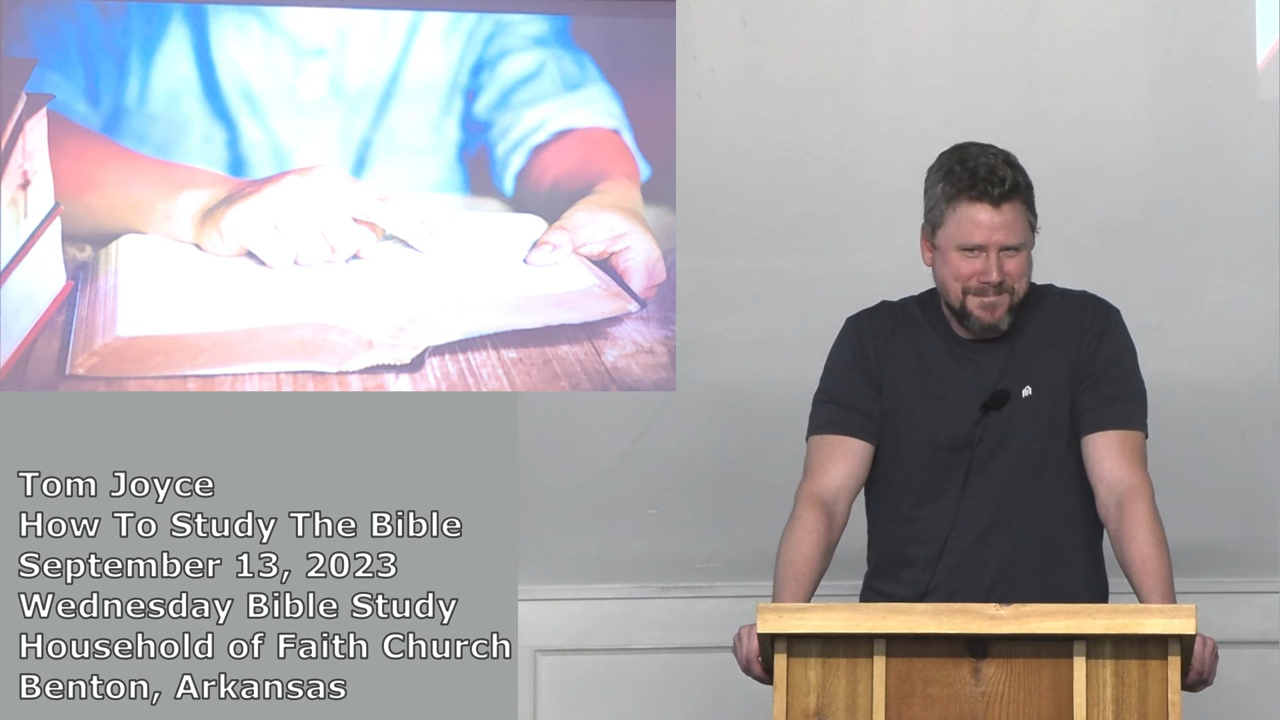 Tom Joyce
How To Study The Bible
September 13, 2023
Wednesday Bible Study
Household of Faith Church
Benton, Arkansas